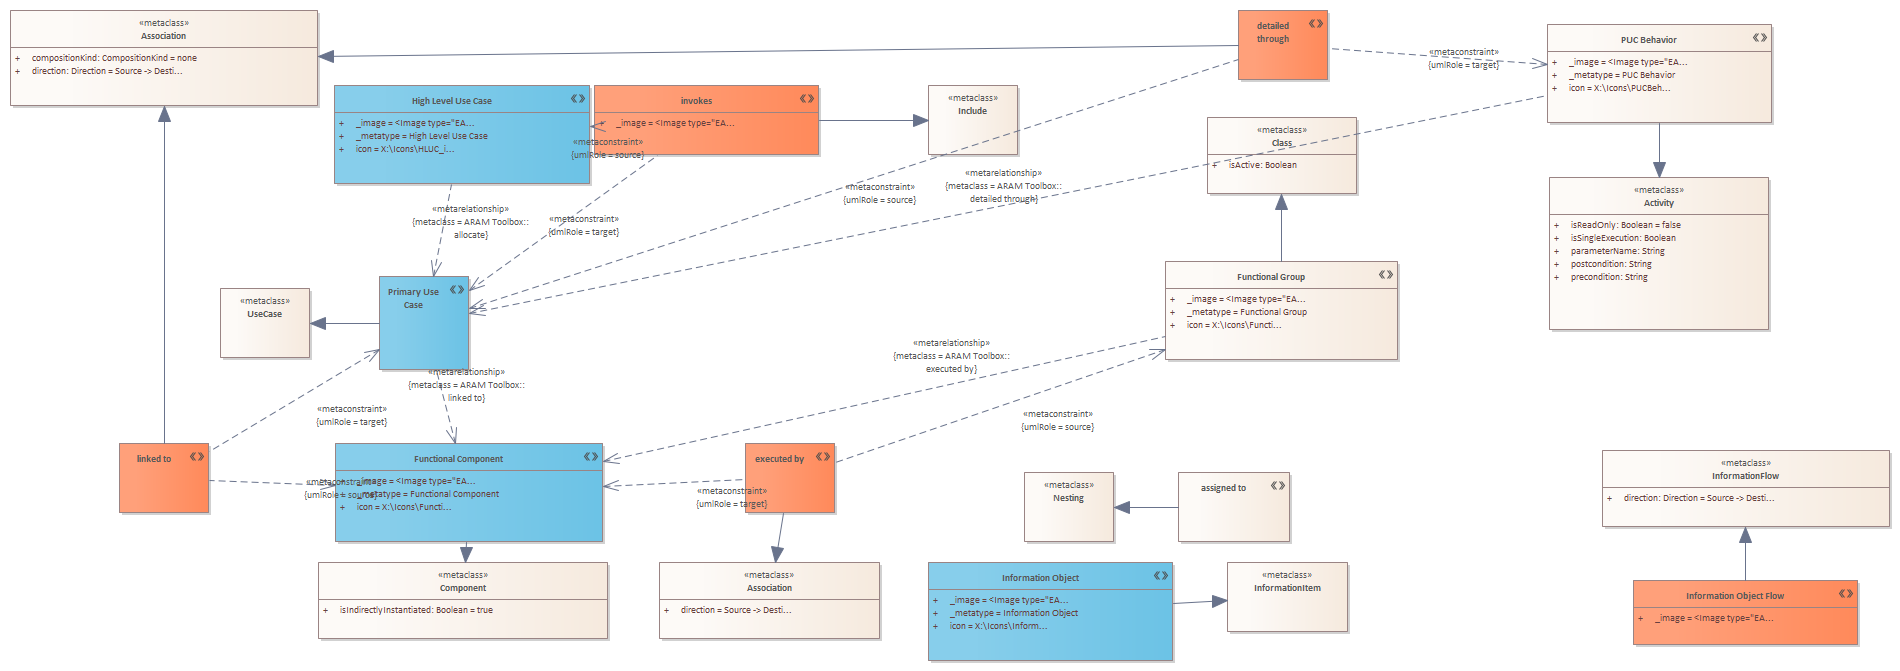 «metaclass»
Association
+ compositionKind: CompositionKind = none
+ direction: Direction = Source -> Desti...
detailed
through
«metaconstraint»
{umlRole = target}
PUC Behavior
+ _image = <Image type="EA...
+ _metatype = PUC Behavior
+ icon = X:\Icons\PUCBeh...
High Level Use Case
+ _image = <Image type="EA...
+ _metatype = High Level Use Case
+ icon = X:\Icons\HLUC_i...
invokes
+ _image = <Image type="EA...
«metaconstraint»
{umlRole = source}
«metaclass»
Include
«metaclass»
Class
+ isActive: Boolean
«metarelationship»
{metaclass = ARAM Toolbox::
allocate}
«metaconstraint»
{umlRole = target}
«metaconstraint»
{umlRole = source}
«metarelationship»
{metaclass = ARAM Toolbox::
detailed through}
«metaclass»
Activity
+ isReadOnly: Boolean = false
+ isSingleExecution: Boolean
+ parameterName: String
+ postcondition: String
+ precondition: String
«metaclass»
UseCase
Primary Use
Case
Functional Group
+ _image = <Image type="EA...
+ _metatype = Functional Group
+ icon = X:\Icons\Functi...
«metarelationship»
{metaclass = ARAM Toolbox::
executed by}
«metarelationship»
{metaclass = ARAM Toolbox::
linked to}
«metaconstraint»
{umlRole = target}
«metaconstraint»
{umlRole = source}
linked to
«metaconstraint»
{umlRole = source}
Functional Component
+ _image = <Image type="EA...
+ _metatype = Functional Component
+ icon = X:\Icons\Functi...
executed by
«metaconstraint»
{umlRole = target}
«metaclass»
Nesting
assigned to
«metaclass»
InformationFlow
+ direction: Direction = Source -> Desti...
«metaclass»
Component
+ isIndirectlyInstantiated: Boolean = true
«metaclass»
Association
+ direction = Source -> Desti...
Information Object
+ _image = <Image type="EA...
+ _metatype = Information Object
+ icon = X:\Icons\Inform...
«metaclass»
InformationItem
Information Object Flow
+ _image = <Image type="EA...